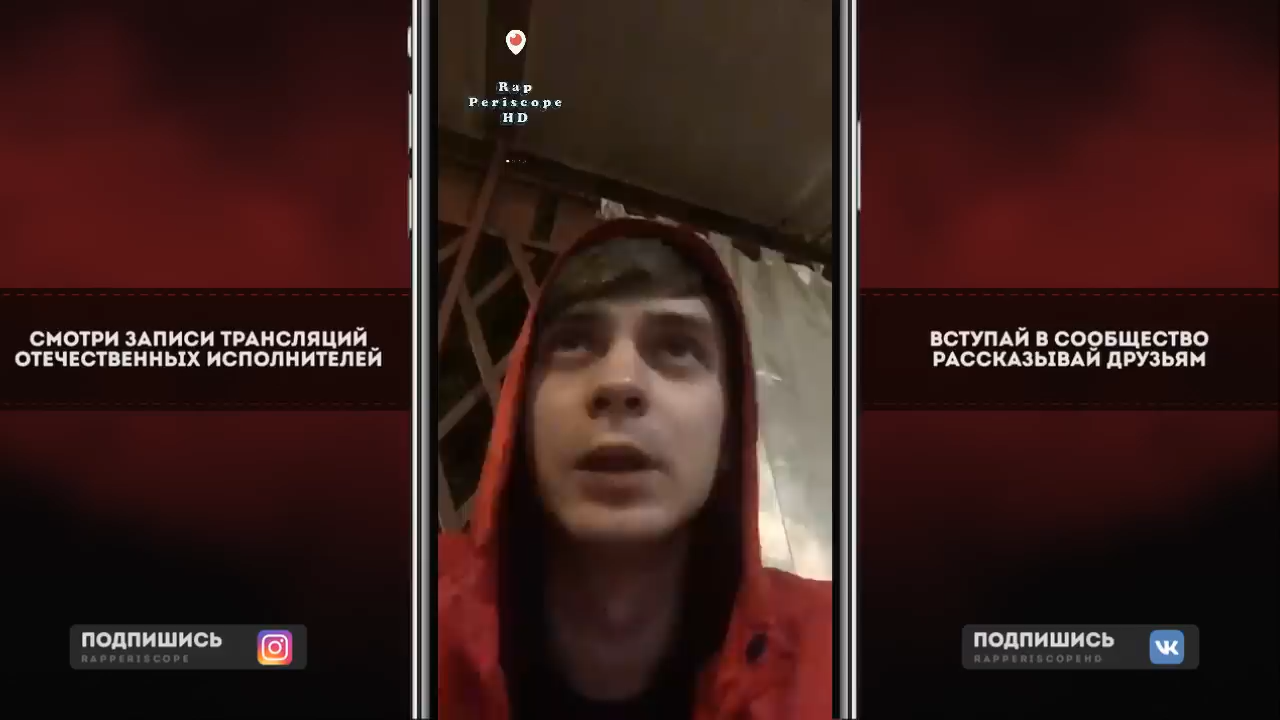 Rap
Periscope
HD
СМОТРИ ЗАПИСИ ТРАНСЛЯЦИЙ
ОТЕЧЕСТВЕННЫХ ИСПОЛНИТЕЛЕЙ
ВСТУПАЙ В СООБЩЕСТВО
РАССКАЗЫВАЙ ДРУЗЬЯМ
ПОДПИШИСЬ
RAPPERISCOPE
ПОДПИШИСЬ
RAPPERISCOPEHD